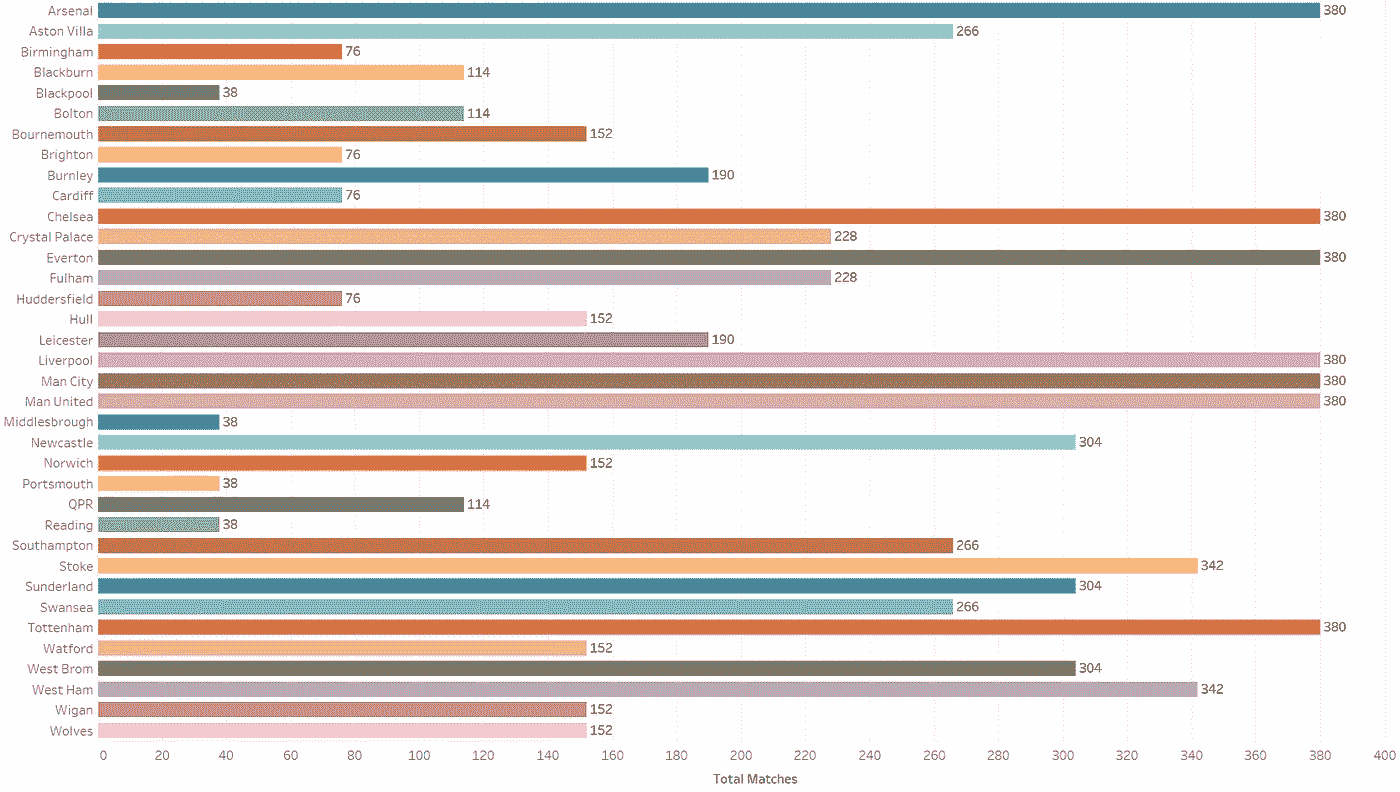 Arsenal 380
Aston Villa 266
Birmingham 76
Blackburn 114
Blackpool 38
Bolton 114
Bournemouth 152
Brighton 76
Burnley 190
Cardiff 76
Chelsea 380
Crystal Palace 228
Everton 380
Fulham 228
Huddersfield 76
Hull 152
Leicester 190
Liverpool 380
Man City 380
Man United 380
Middlesbrough 38
Newcastle 304
Norwich 152
Portsmouth 38
QPR 114
Reading 38
Southampton 266
Stoke 342
Sunderland 304
Swansea 266
Tottenham 380
Watford 152
West Brom 304
West Ham 342
Wigan 152
Wolves 152
0 20 40 60 80 100 120 140 160 180 200 220 240 260 280 300 320 340 360 380 400
Total Matches